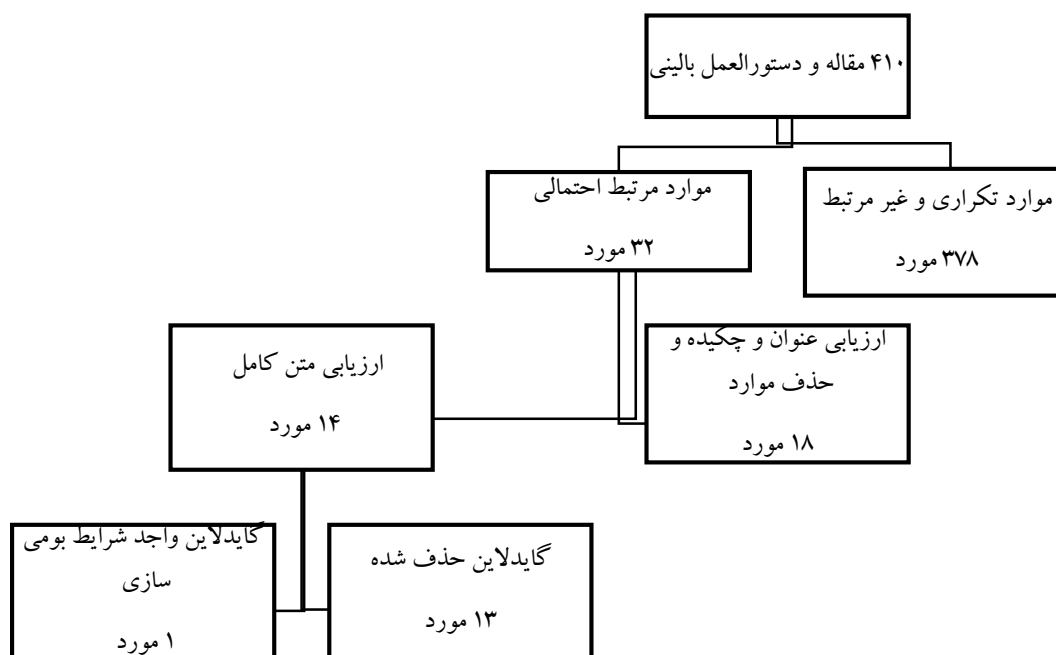 ۴۱۰ مقاله و دستورالعمل بالینی
موارد تکراری و غیر مرتبط
۳۷۸ مورد
موارد مرتبط احتمالی
۳۲ مورد
ارزیابی عنوان و چکیده و
حذف موارد
۱۸ مورد
ارزیابی متن کامل
۱۴ مورد
گایدلاین حذف شده
۱۳ مورد
گایدلاین واجد شرایط بومی
سازی
۱ مورد